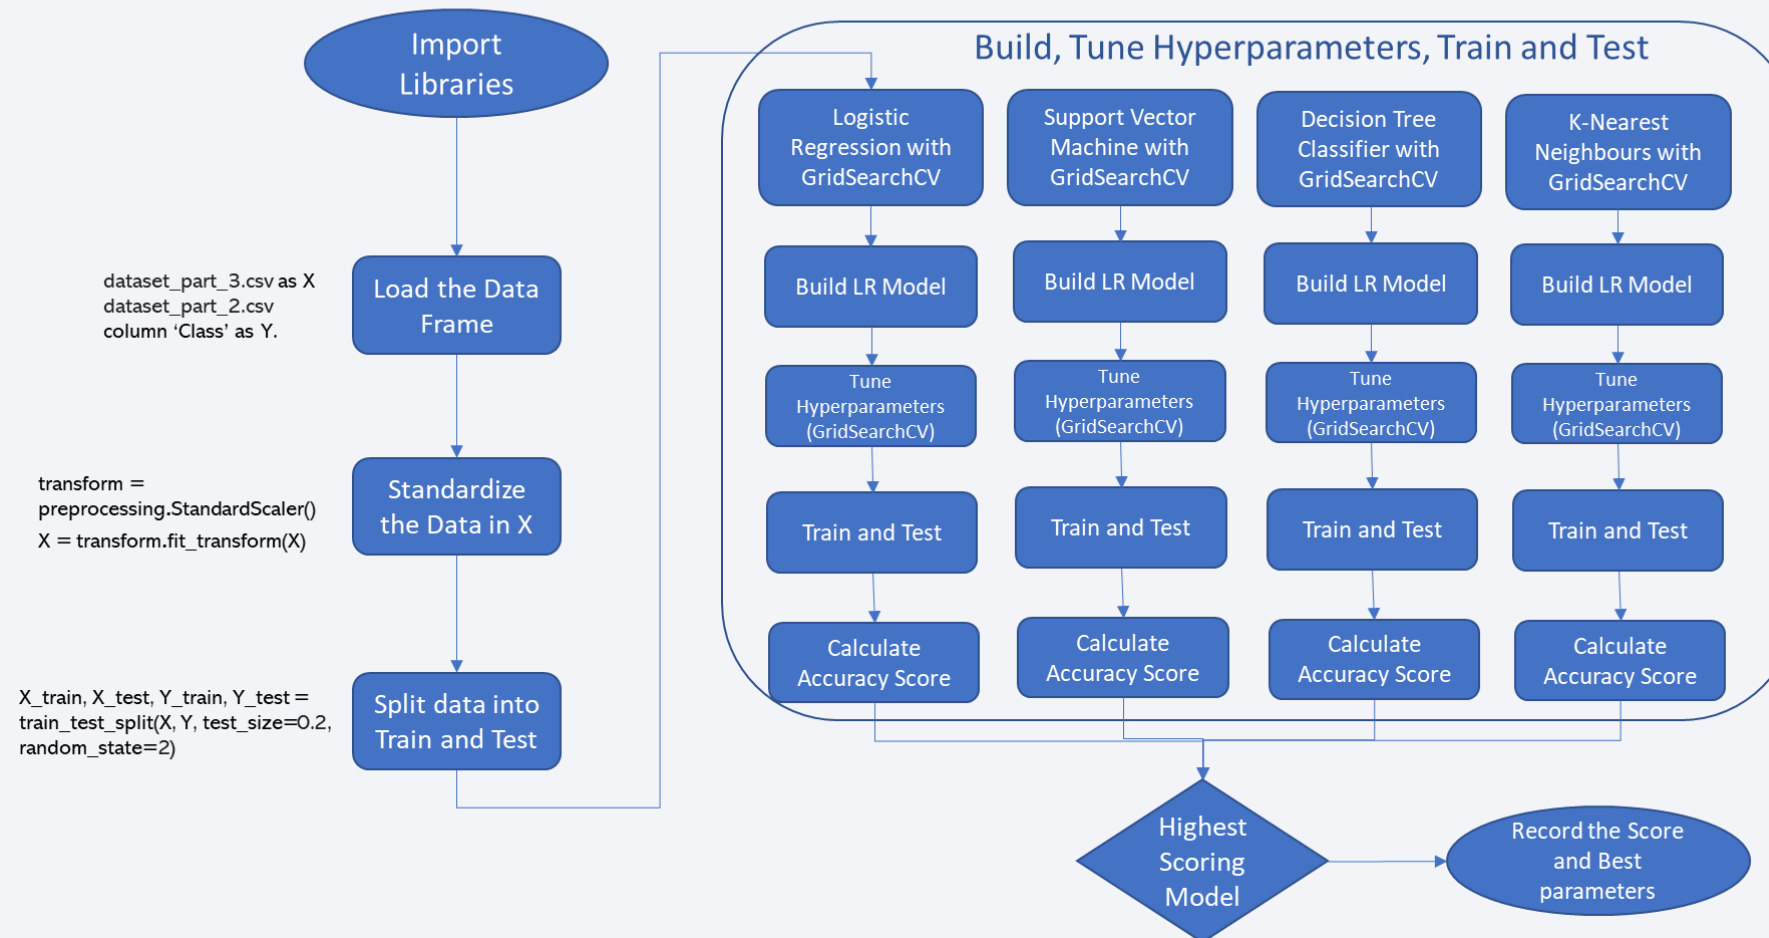 Import
Libraries
dataset_part_3.csv as X
dataset_part_2.csv
column ‘Class’ as Y.
Load the Data
Frame
transform =
preprocessing.StandardScaler()
X = transform.fit_transform(X)
Standardize
the Data in X
X_train, X_test, Y_train, Y_test =
train_test_split(X, Y, test_size=0.2,
random_state=2)
Split data into
Train and Test
Build, Tune Hyperparameters, Train and Test
Logistic
Regression with
GridSearchCV
Build LR Model
Tune
Hyperparameters
(GridSearchCV)
Train and Test
Calculate
Accuracy Score
Support Vector
Machine with
GridSearchCV
Build LR Model
Tune
Hyperparameters
(GridSearchCV)
Train and Test
Calculate
Accuracy Score
Decision Tree
Classifier with
GridSearchCV
Build LR Model
Tune
Hyperparameters
(GridSearchCV)
Train and Test
Calculate
Accuracy Score
K-Nearest
Neighbours with
GridSearchCV
Build LR Model
Tune
Hyperparameters
(GridSearchCV)
Train and Test
Calculate
Accuracy Score
Highest
Scoring
Model
Record the Score
and Best
parameters